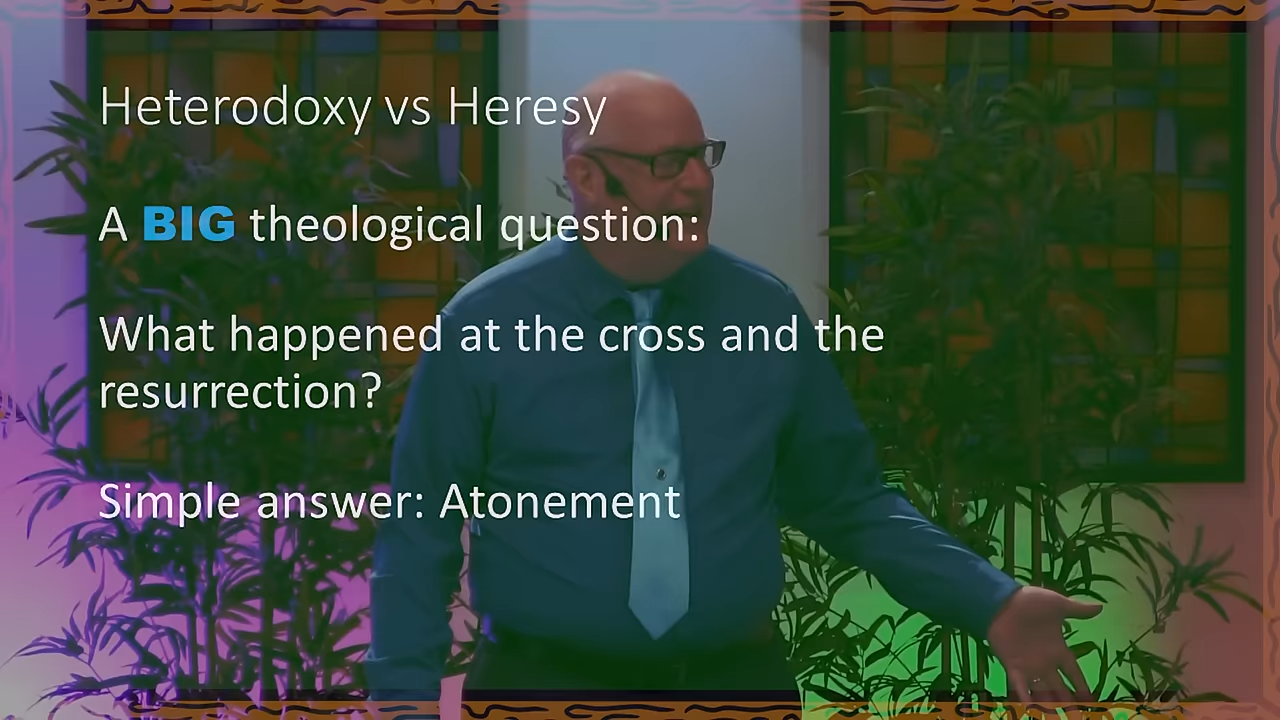 Heterodoxy vs Heresy
A BIG theological question:
What happened at the cross and the
resurrection?
Simple answer: Atonement